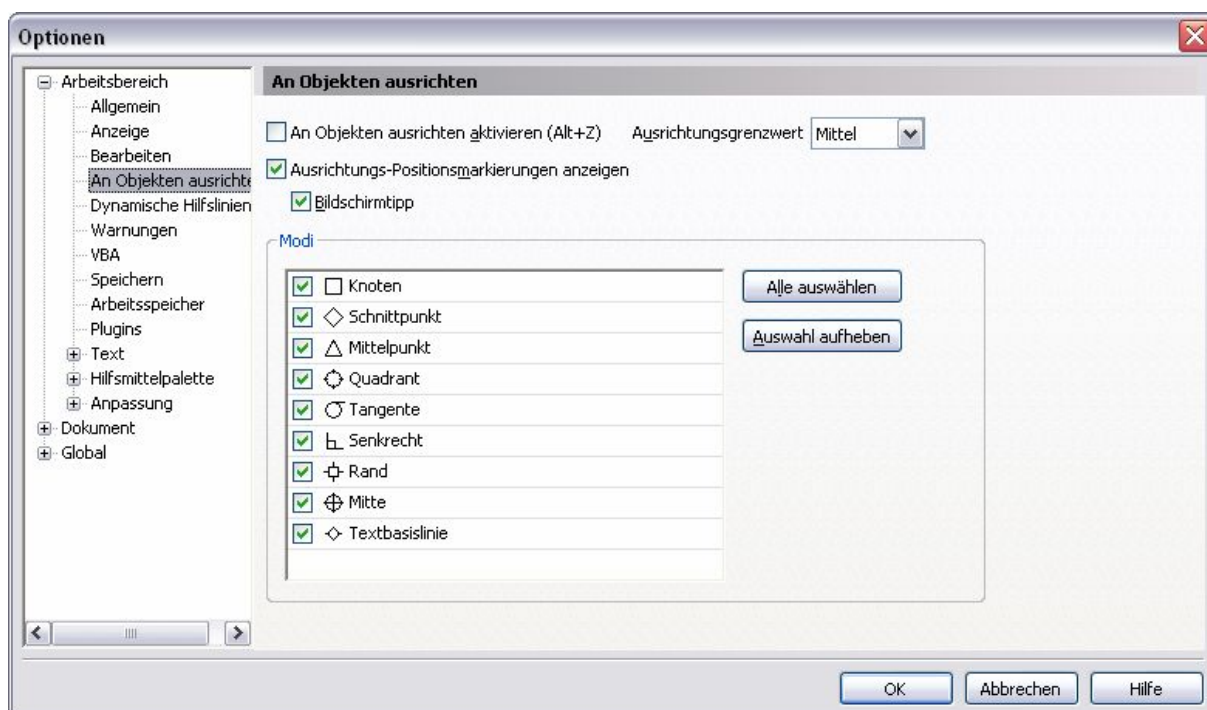 Optionen
Arbeitsbereich
Allgemein
Anzeige
Bearbeiten
An Objekten ausrichte
Dynamische Hilfslinien
Warnungen
VBA
Speichern
Arbeitsspeicher
Plugins
Text
Hilfsmittelpalette
Anpassung
Dokument
Global
An Objekten ausrichten
An Objekten ausrichten aktivieren (Alt+Z) Ausrichtungsgrenzwert Mittel
Ausrichtungs-Positionsmarkierungen anzeigen
Bildschirmtipp
Modi
Knoten
Schnittpunkt
Mittelpunkt
Quadrant
Tangente
Senkrecht
Rand
Mitte
Textbasislinie
Alle auswählen
Auswahl aufheben
OK Abbrechen Hilfe